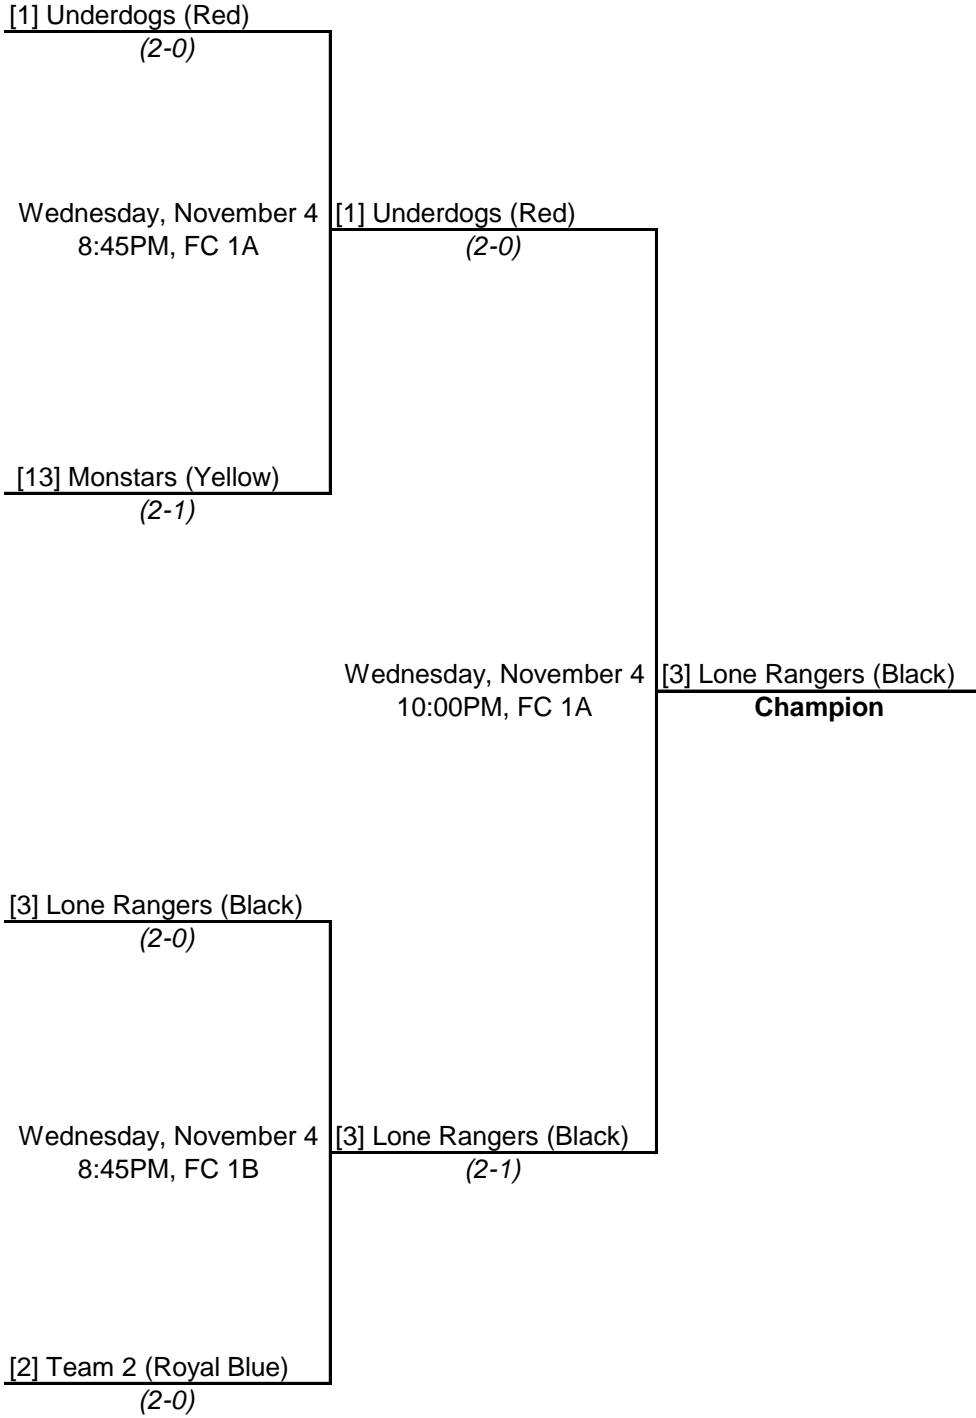 [1] Underdogs (Red)
(2-0)
Wednesday, November 4
8:45PM, FC 1A
[1] Underdogs (Red)
(2-0)
[13] Monstars (Yellow)
(2-1)
Wednesday, November 4
10:00PM, FC 1A
[3] Lone Rangers (Black)
Champion
[3] Lone Rangers (Black)
(2-0)
Wednesday, November 4
8:45PM, FC 1B
[3] Lone Rangers (Black)
(2-1)
[2] Team 2 (Royal Blue)
(2-0)